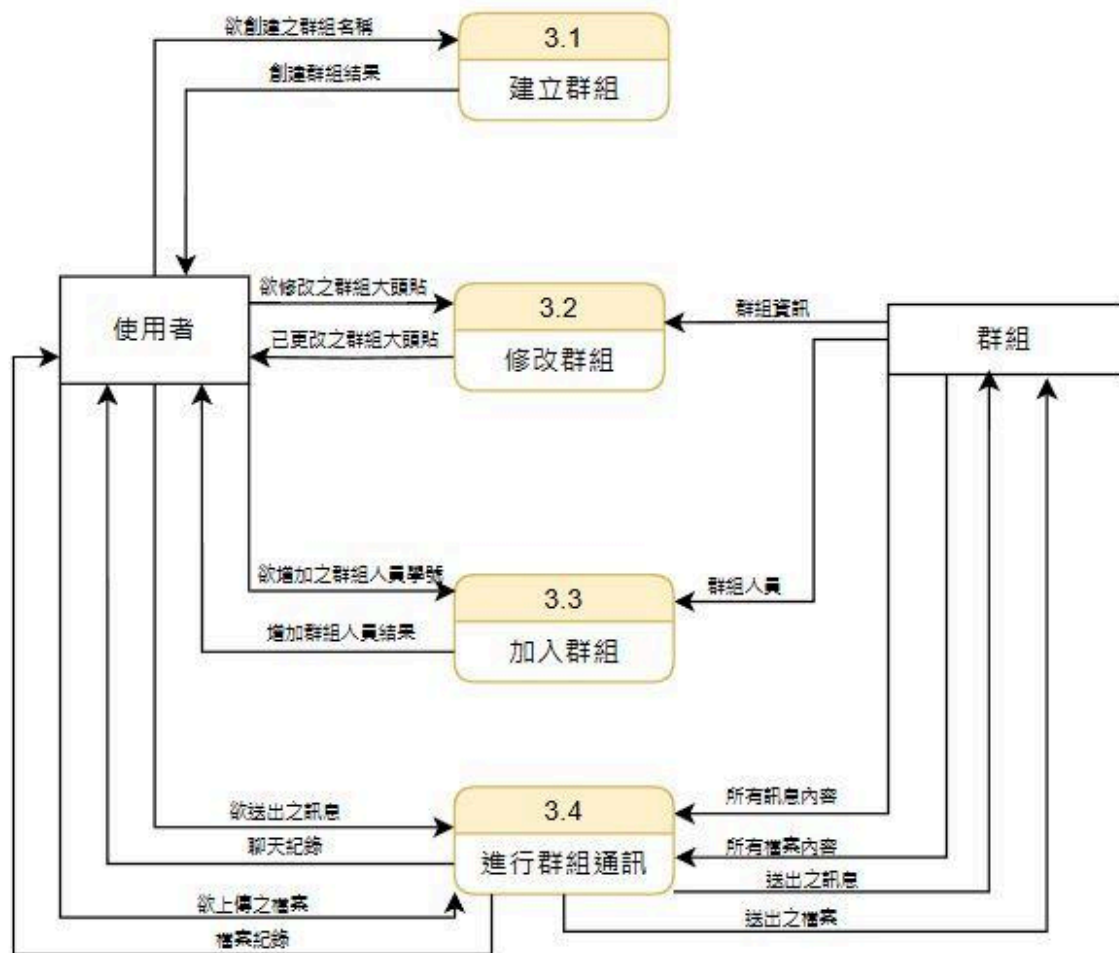 欲創建之群組名稱
3.1
創建群組結果
建立群組
使用者
欲修改之群組大頭貼
已更改之群組大頭貼
3.2
修改群組
群組資訊
群組
欲增加之群組人員學號
增加群組人員結果
3.3
加入群組
群組人員
欲送出之訊息
聊天紀錄
3.4
進行群組通訊
所有訊息內容
所有檔案內容
送出之訊息
送出之檔案
欲上傳之檔案
檔案紀錄